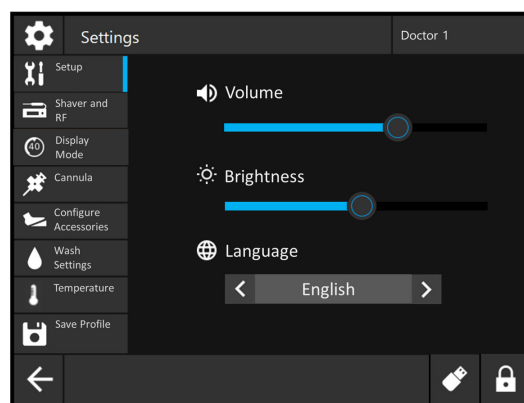 Settings
Doctor 1
Setup
Shaver and
RF
40
Display
Mode
Cannula
Configure
Accessories
Wash
Settings
Temperature
Save Profile
Volume
Brightness
Language
English